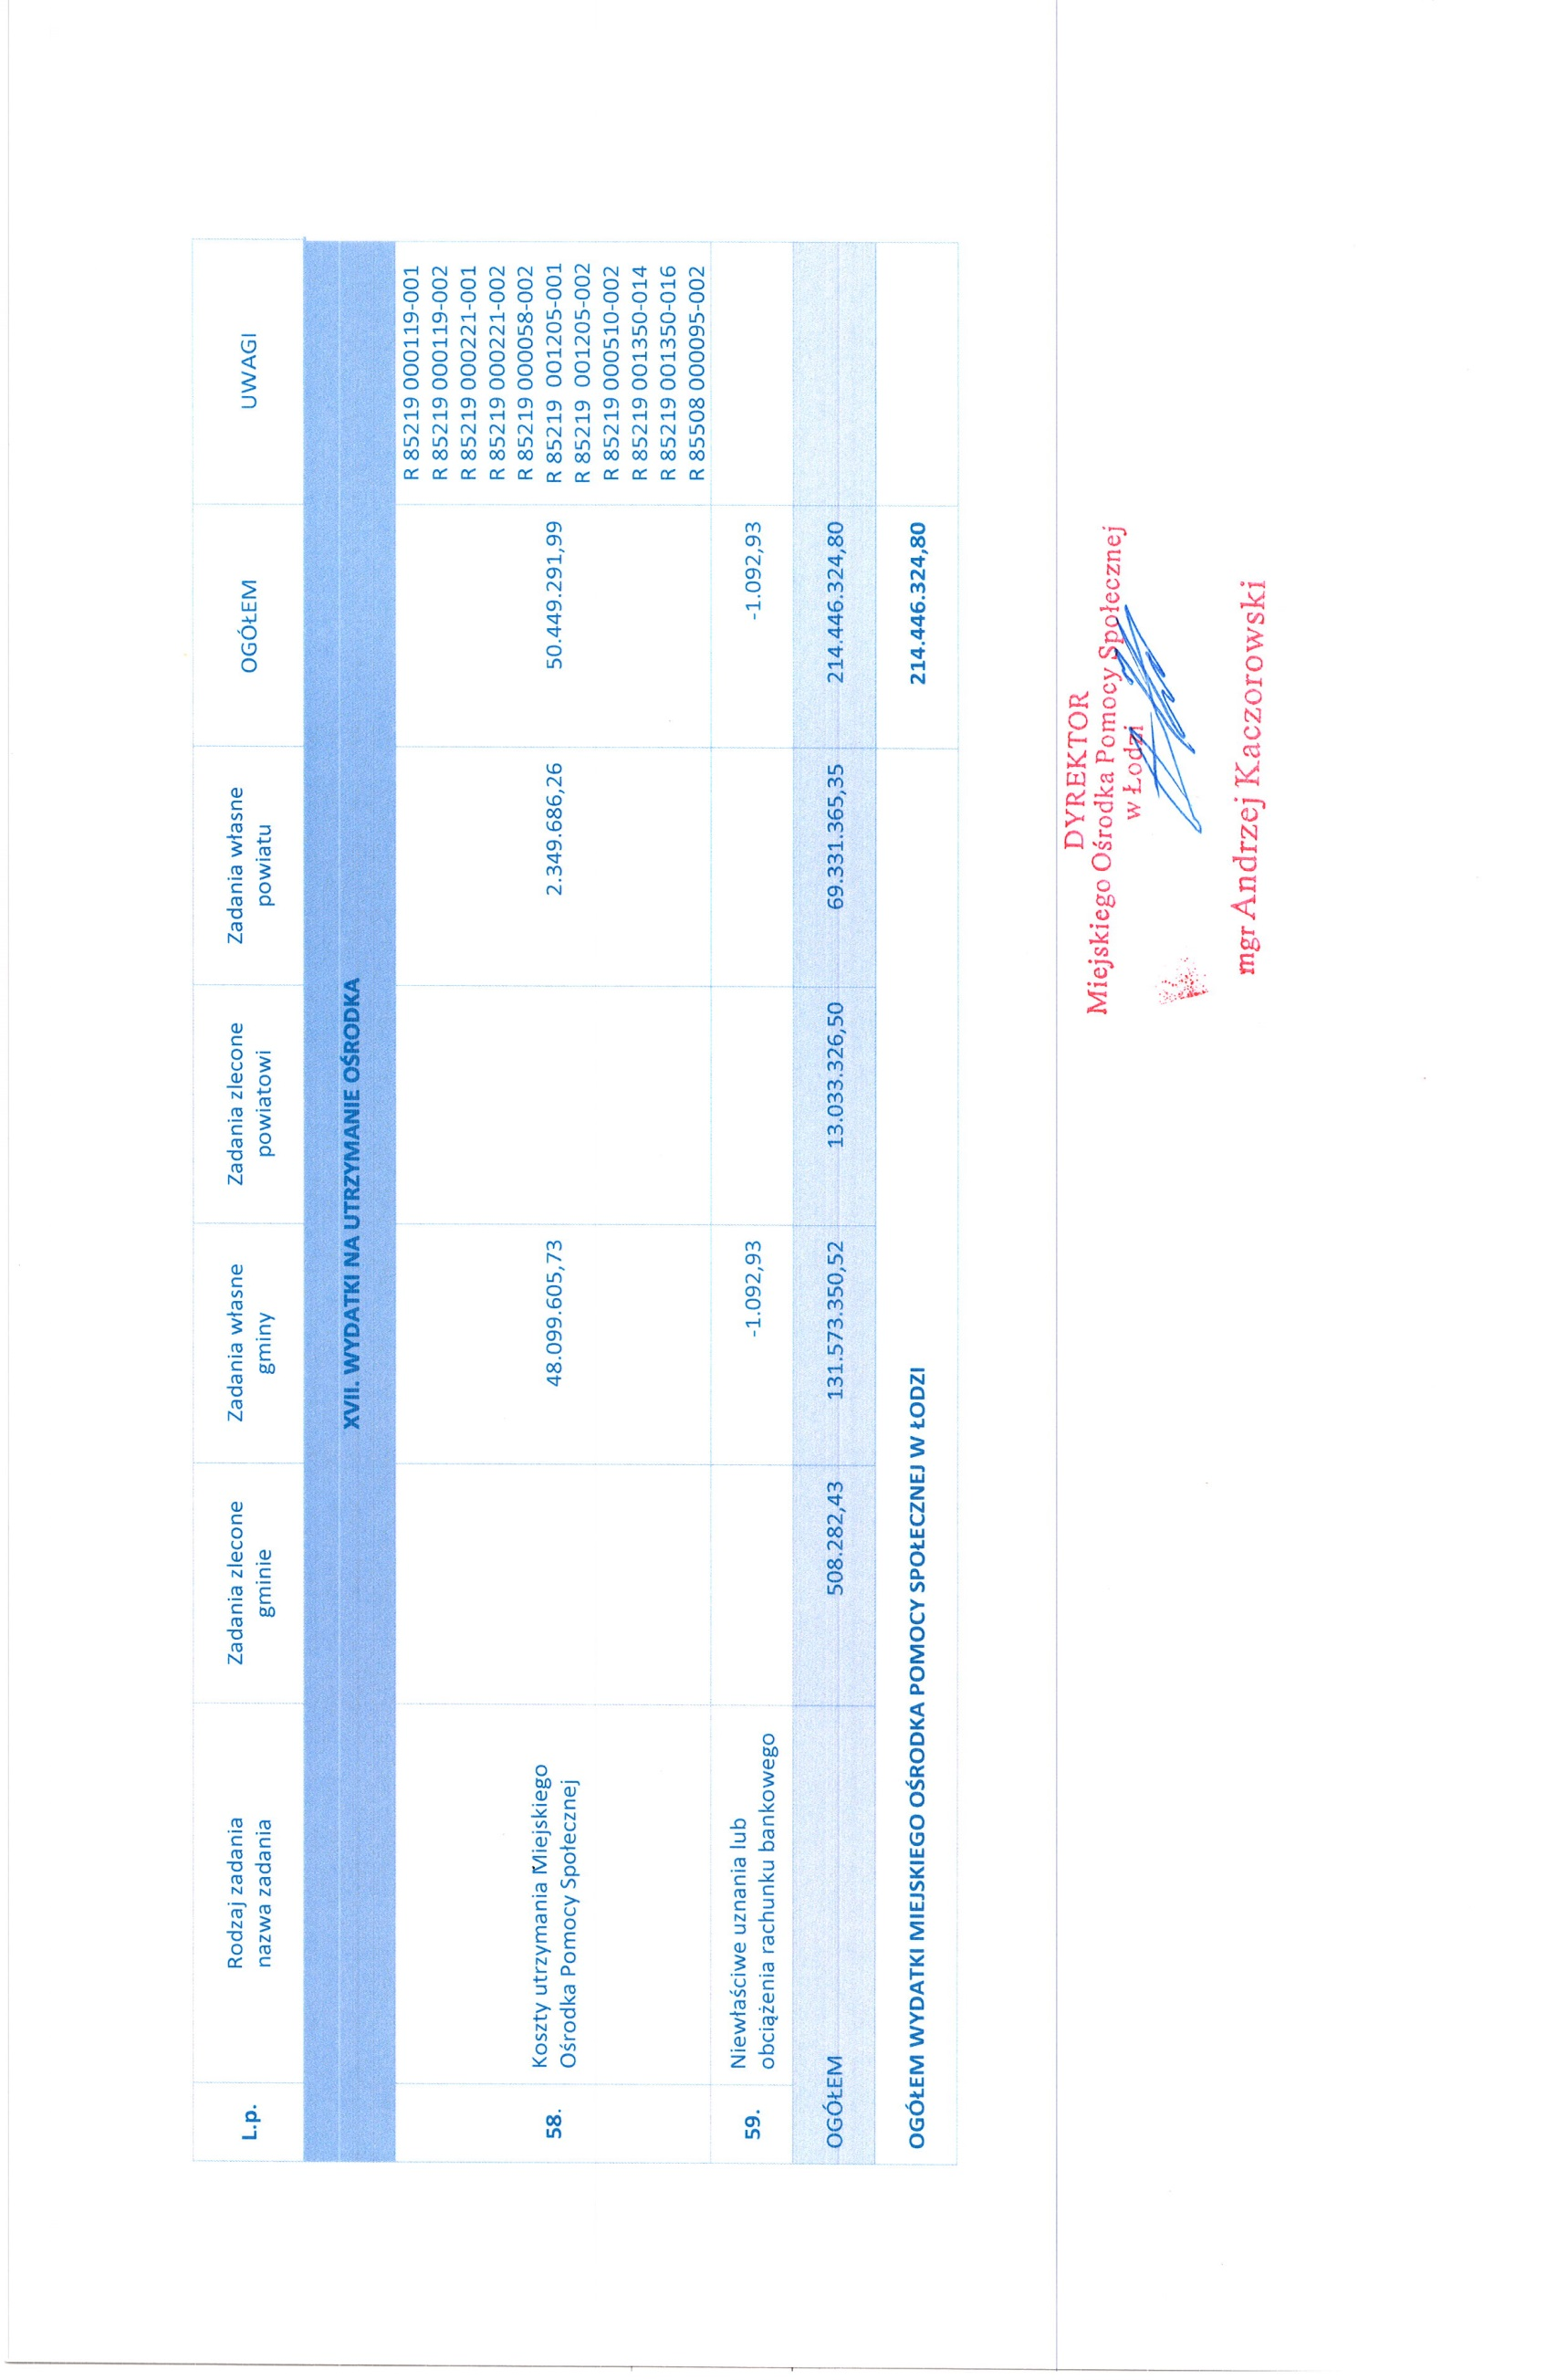 L.p.
Rodzaj zadania
nazwa zadania
Zadania zlecone
gminie
Zadania własne
gminy
Zadania zlecone
powiatowi
Zadania własne
powiatu
OGÓŁEM
UWAGI
XVII. WYDATKI NA UTRZYMANIE OŚRODKA
58.
Koszty utrzymania Miejskiego
Ośrodka Pomocy Społecznej
48.099.605,73
2.349.686,26
50.449.291,99
R 85219 000119-001
R 85219 000119-002
R 85219 000221-001
R 85219 000221-002
R 85219 000058-002
R 85219 001205-001
R 85219 001205-002
R 85219 000510-002
R 85219 001350-014
R 85219 001350-016
R 85508 000095-002
59.
Niewłaściwe uznania lub
obciążenia rachunku bankowego
-1.092,93
-1.092,93
OGÓŁEM
508.282,43
131.573.350,52
13.033.326,50
69.331.365,35
214.446.324,80
OGÓŁEM WYDATKI MIEJSKIEGO OŚRODKA POMOCY SPOŁECZNEJ W ŁODZI
214.446.324,80
DYREKTOR
Miejskiego Ośrodka Pomocy Społecznej
w Łodzi
mgr Andrzej Kaczorowski